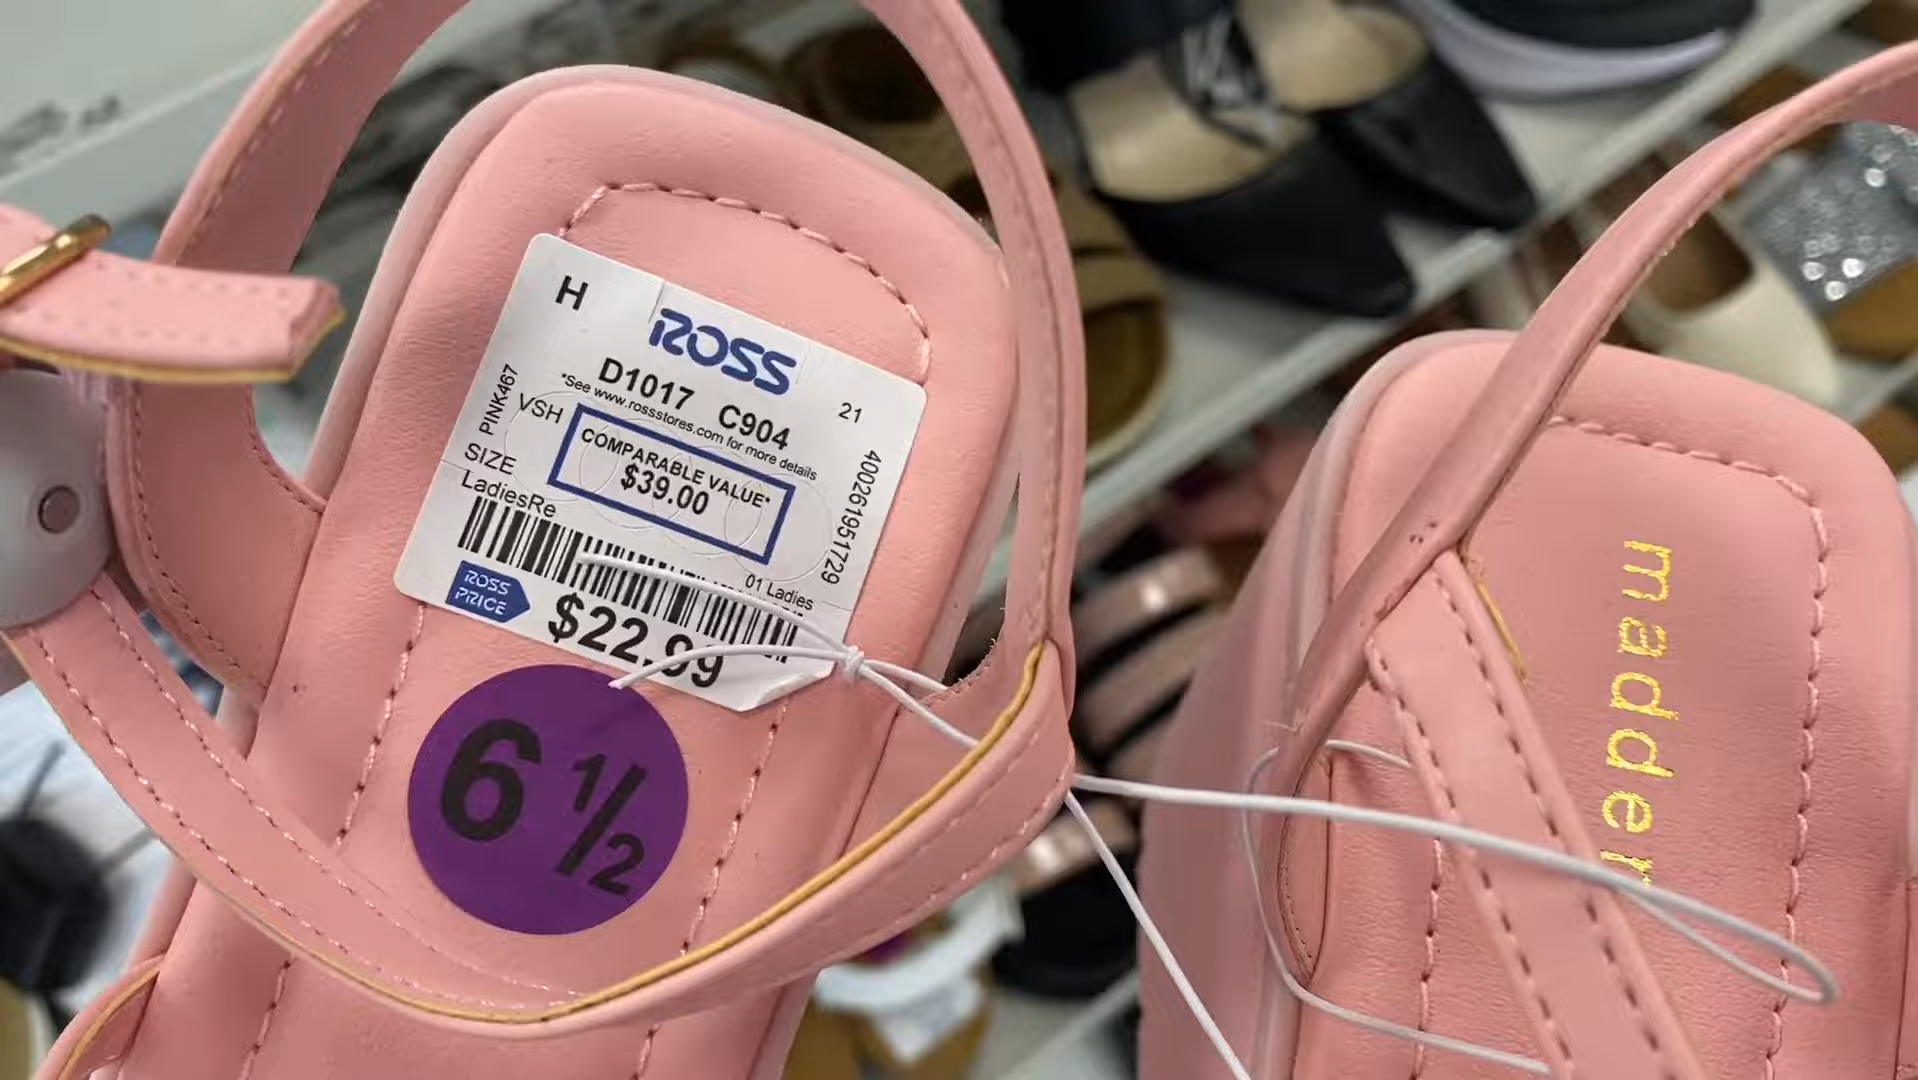 H
ROSS
D1017 C904
21
*See www.rossstores.com for more details
PINK467
VSH
COMPARABLE VALUE*
$39.00
SIZE
LadiesRe
400261951729
01 Ladies
ROSS
PRICE
$22.99
6 1/2
madden